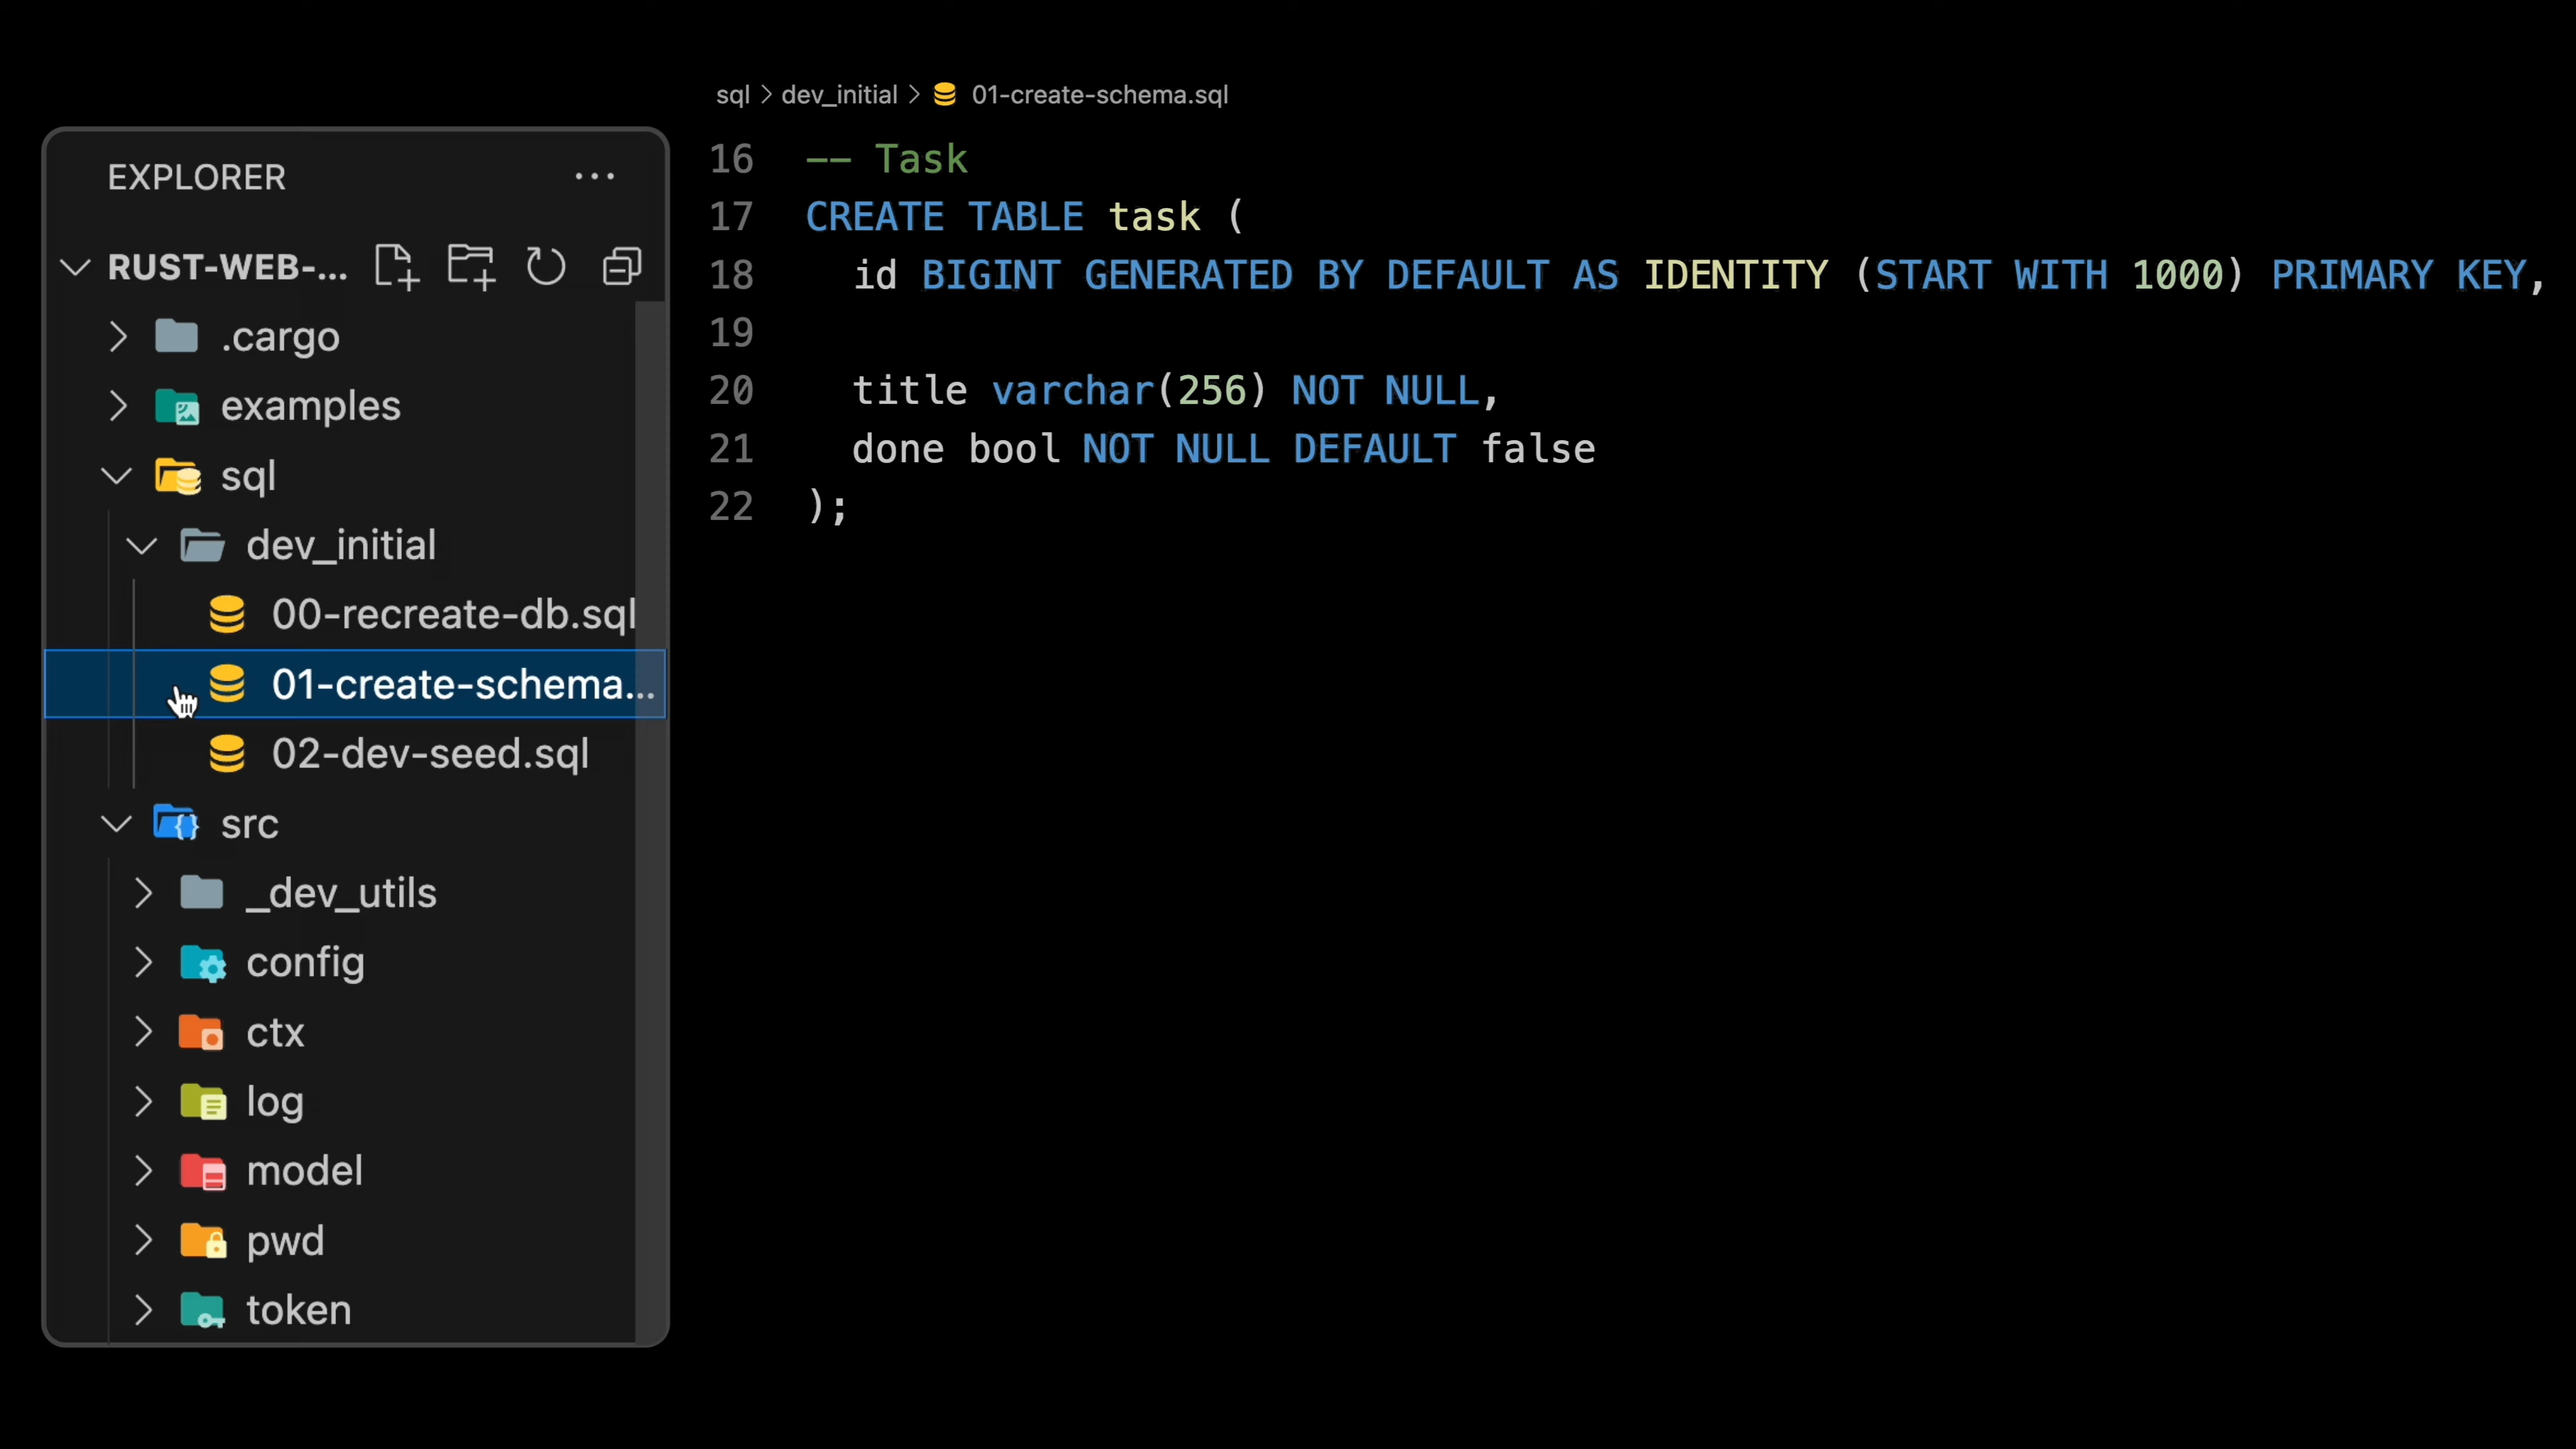 sql > dev_initial > 01-create-schema.sql
EXPLORER ...
RUST-WEB-...
.cargo
examples
sql
dev_initial
00-recreate-db.sql
01-create-schema...
02-dev-seed.sql
src
_dev_utils
config
ctx
log
model
pwd
token
16 -- Task
17 CREATE TABLE task (
18 id BIGINT GENERATED BY DEFAULT AS IDENTITY (START WITH 1000) PRIMARY KEY,
19
20 title varchar(256) NOT NULL,
21 done bool NOT NULL DEFAULT false
22 );